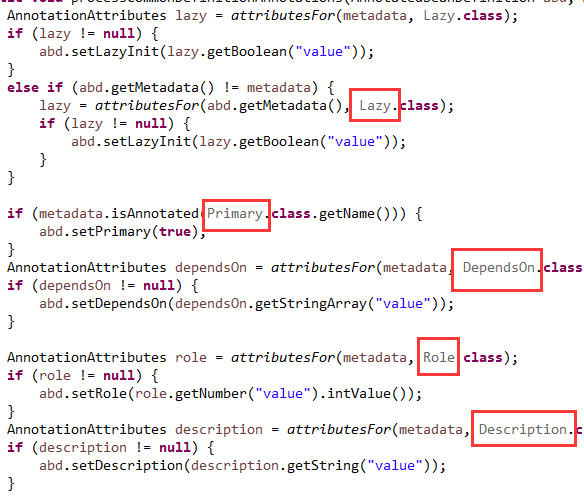 AnnotationAttributes lazy = attributesFor(metadata, Lazy.class);
if (lazy != null) {
    abd.setLazyInit(lazy.getBoolean("value"));
}
else if (abd.getMetadata() != metadata) {
    lazy = attributesFor(abd.getMetadata(), Lazy.class);
    if (lazy != null) {
        abd.setLazyInit(lazy.getBoolean("value"));
    }
}
if (metadata.isAnnotated(Primary.class.getName())) {
    abd.setPrimary(true);
}
AnnotationAttributes dependsOn = attributesFor(metadata, DependsOn.class
if (dependsOn != null) {
    abd.setDependsOn(dependsOn.getStringArray("value"));
}
AnnotationAttributes role = attributesFor(metadata, Role.class);
if (role != null) {
    abd.setRole(role.getNumber("value").intValue());
}
AnnotationAttributes description = attributesFor(metadata, Description.c
if (description != null) {
    abd.setDescription(description.getString("value"));
}